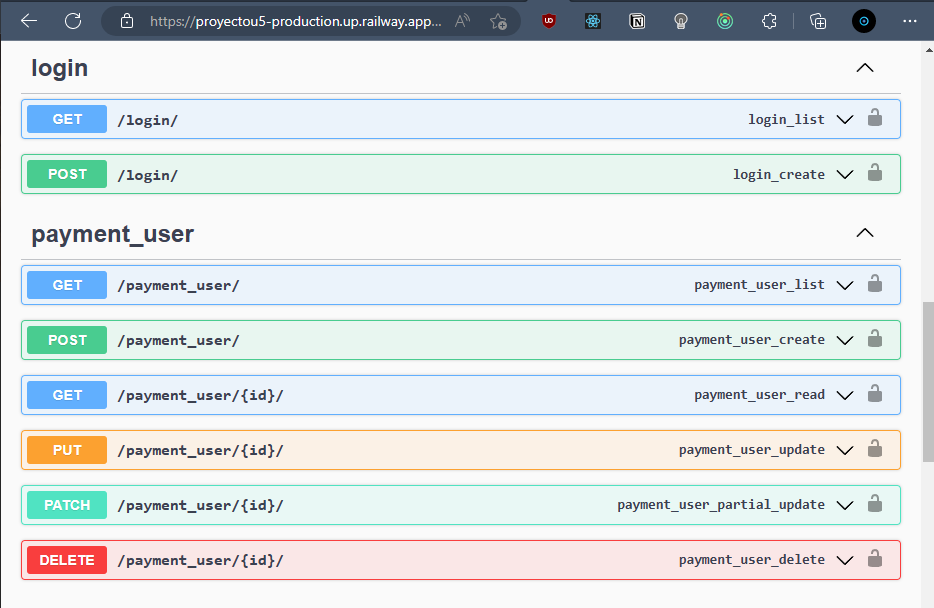 https://proyectou5-production.up.railway.app...
login
GET /login/ login_list
POST /login/ login_create
payment_user
GET /payment_user/ payment_user_list
POST /payment_user/ payment_user_create
GET /payment_user/{id}/ payment_user_read
PUT /payment_user/{id}/ payment_user_update
PATCH /payment_user/{id}/ payment_user_partial_update
DELETE /payment_user/{id}/ payment_user_delete